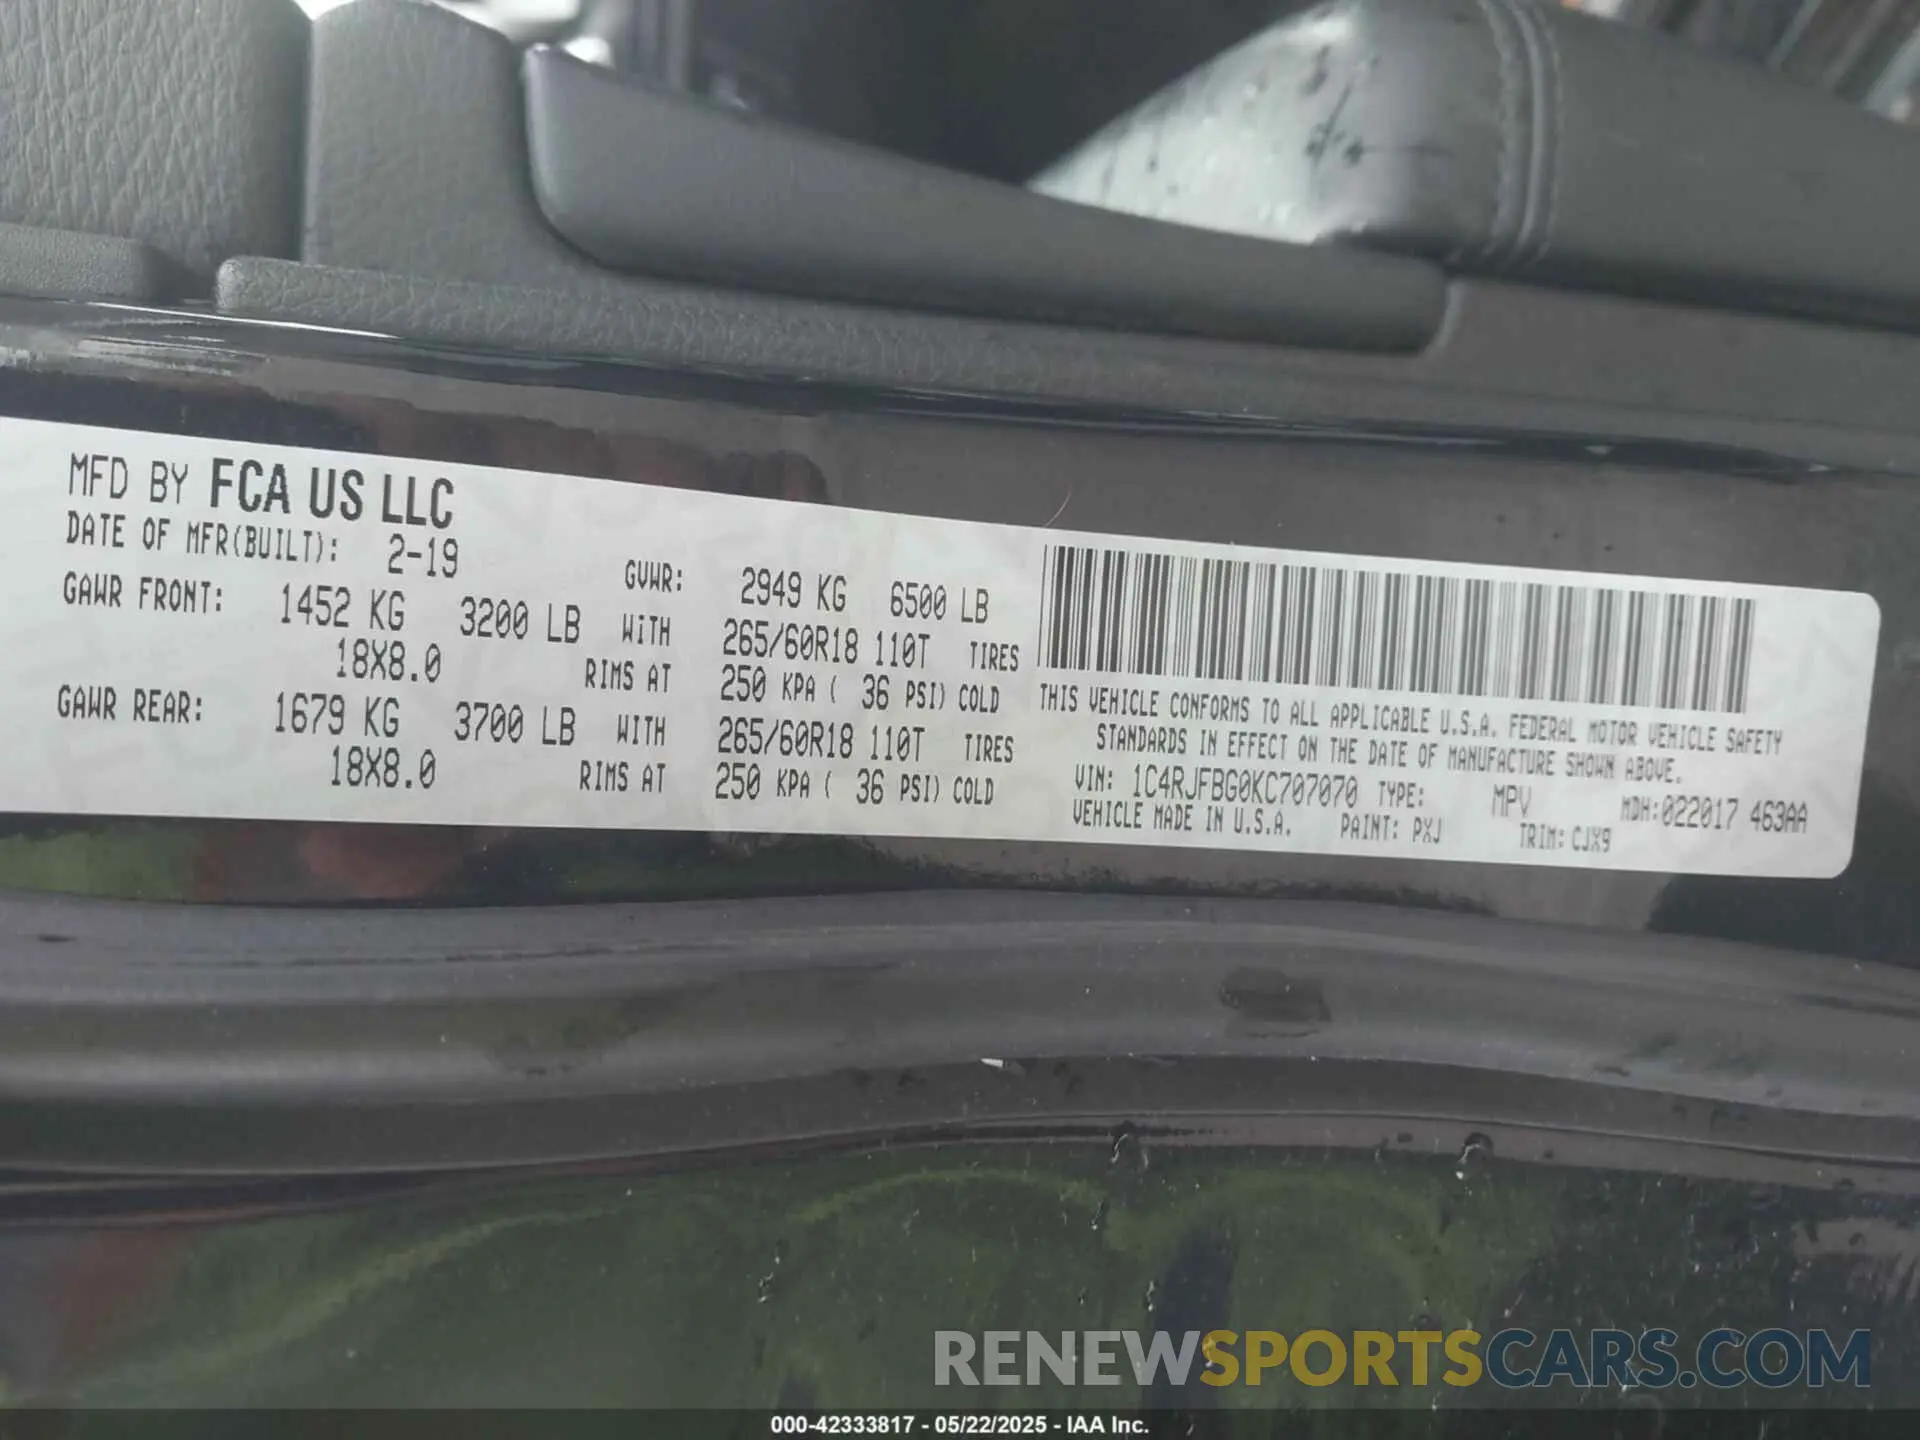 MFD BY FCA US LLC
DATE OF MFR(BUILT): 2-19
GVWR: 2949 KG 6500 LB
GAWR FRONT: 1452 KG 3200 LB WITH 265/60R18 110T TIRES
18X8.0 RIMS AT 250 KPA ( 36 PSI) COLD
GAWR REAR: 1679 KG 3700 LB WITH 265/60R18 110T TIRES
18X8.0 RIMS AT 250 KPA ( 36 PSI) COLD
THIS VEHICLE CONFORMS TO ALL APPLICABLE U.S.A. FEDERAL MOTOR VEHICLE SAFETY
STANDARDS IN EFFECT ON THE DATE OF MANUFACTURE SHOWN ABOVE.
VIN: 1C4RJFBG0KC707070 TYPE: MPV MDH:022017 463AA
VEHICLE MADE IN U.S.A. PAINT: PXJ TRIM: CJX9
RENEWSPORTSCARS.COM
000-42333817 - 05/22/2025 - IAA Inc.